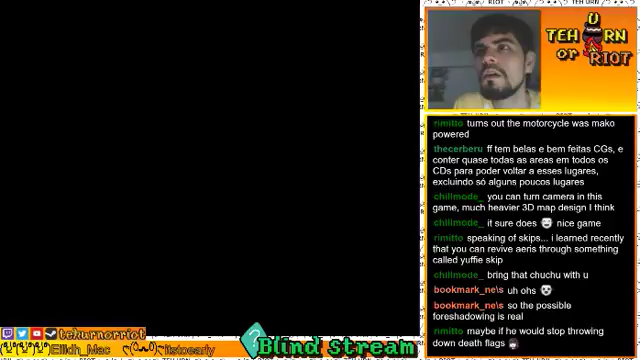 TEH URN
or RIOT
rimitto turns out the motorcycle was mako
powered
thecerberu ff tem belas e bem feitas CGs, e
conter quase todas as areas em todos os
CDs para poder voltar a esses lugares,
excluindo só alguns poucos lugares
chillmode_ you can turn camera in this
game, much heavier 3D map design I think
chillmode_ it sure does nice game
rimitto speaking of skips... i learned recently
that you can revive aeris through something
called yuffie skip
chillmode_ bring that chuchu with u
bookmark_ne\s uh ohs
bookmark_ne\s so the possible
foreshadowing is real
rimitto maybe if he would stop throwing
down death flags
tehurnorriot
Ellidh_Mac
itstoearly
Blind Stream